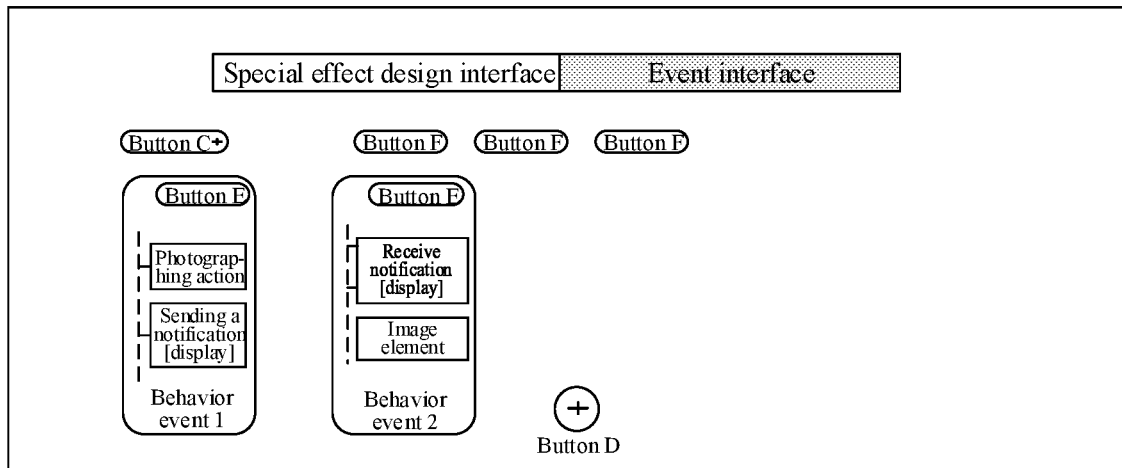 Special effect design interface
Event interface
Button C+
Button F
Button F
Button F
Button E
Photograp-
hing action
Sending a
notification
[display]
Behavior
event 1
Button E
Receive
notification
[display]
Image
element
Behavior
event 2
+
Button D